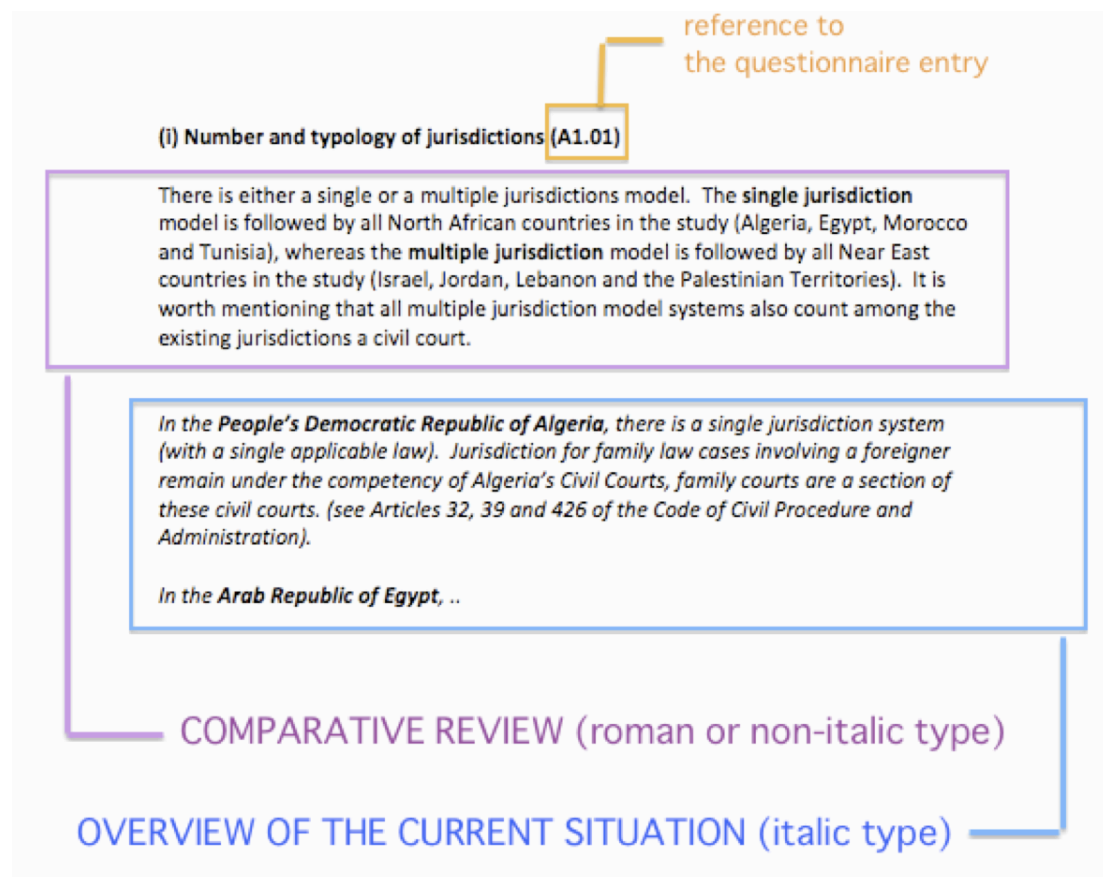 reference to
the questionnaire entry
(i) Number and typology of jurisdictions (A1.01)
There is either a single or a multiple jurisdictions model.  The single jurisdiction
model is followed by all North African countries in the study (Algeria, Egypt, Morocco
and Tunisia), whereas the multiple jurisdiction model is followed by all Near East
countries in the study (Israel, Jordan, Lebanon and the Palestinian Territories).  It is
worth mentioning that all multiple jurisdiction model systems also count among the
existing jurisdictions a civil court.
In the People's Democratic Republic of Algeria, there is a single jurisdiction system
(with a single applicable law).  Jurisdiction for family law cases involving a foreigner
remain under the competency of Algeria's Civil Courts, family courts are a section of
these civil courts. (see Articles 32, 39 and 426 of the Code of Civil Procedure and
Administration).
In the Arab Republic of Egypt, ..
COMPARATIVE REVIEW (roman or non-italic type)
OVERVIEW OF THE CURRENT SITUATION (italic type)